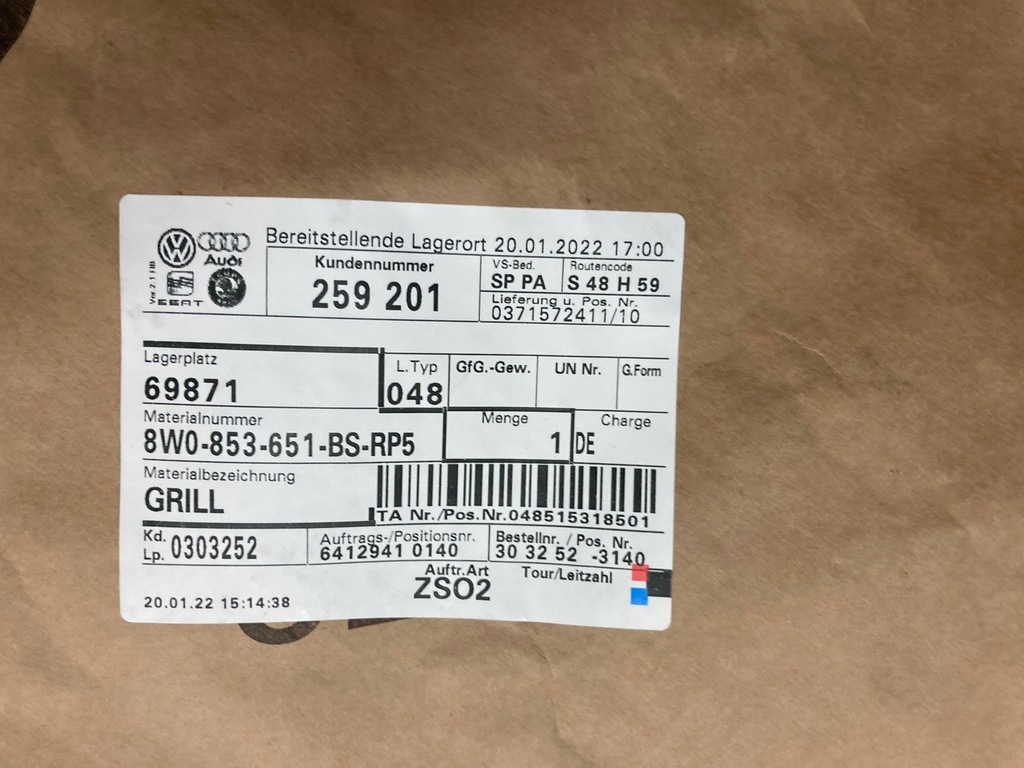 Bereitstellende Lagerort 20.01.2022 17:00
Audi
SEAT
Kundennummer
259 201
VS-Bed.
SP PA
Routencode
S 48 H 59
Lieferung u. Pos. Nr.
0371572411/10
Lagerplatz
69871
L.Typ
048
GfG.-Gew.
UN Nr.
G.Form
Materialnummer
8W0-853-651-BS-RP5
Menge
1
Charge
DE
Materialbezeichnung
GRILL
TA Nr./Pos.Nr.048515318501
Kd.
Lp. 0303252
Auftrags-/Positionsnr.
6412941 0140
Bestellnr. / Pos. Nr.
30 32 52 -3140
Auftr.Art
ZSO2
Tour/Leitzahl
20.01.22 15:14:38